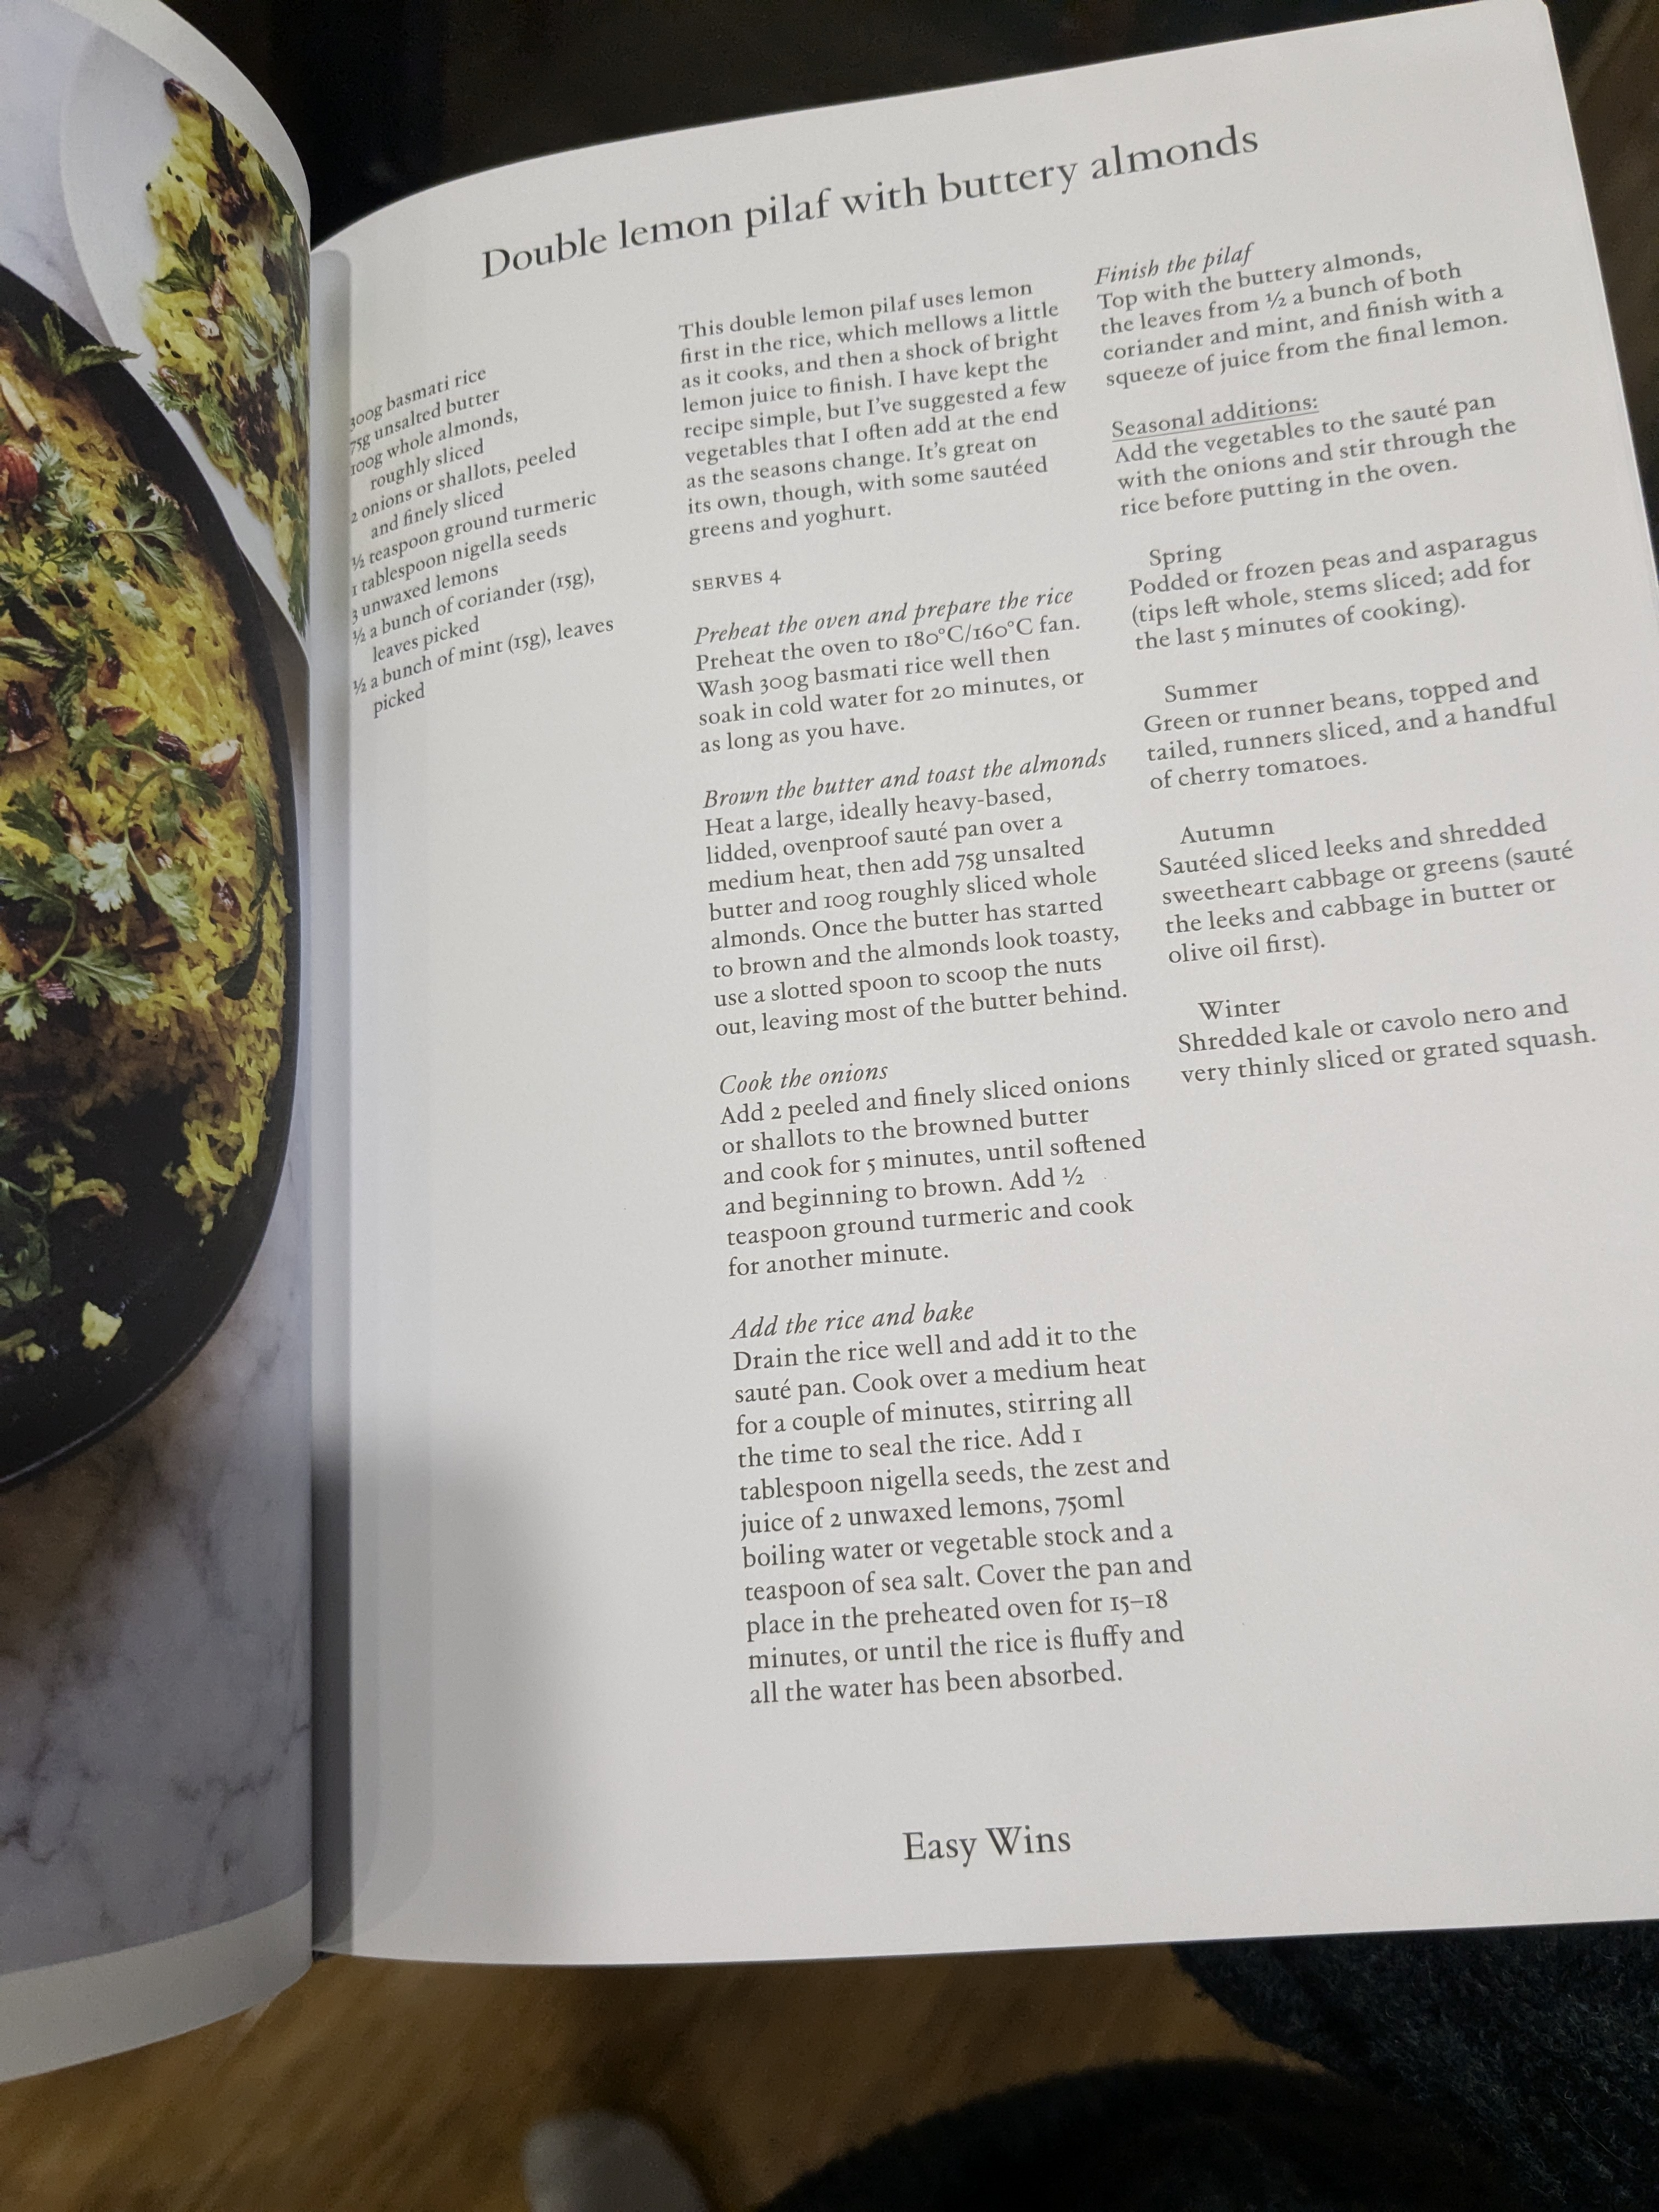 Double lemon pilaf with buttery almonds
300g basmati rice
75g unsalted butter
100g whole almonds,
roughly sliced
2 onions or shallots, peeled
and finely sliced
½ teaspoon ground turmeric
1 tablespoon nigella seeds
3 unwaxed lemons
½ a bunch of coriander (15g),
leaves picked
½ a bunch of mint (15g), leaves
picked
This double lemon pilaf uses lemon
first in the rice, which mellows a little
as it cooks, and then a shock of bright
lemon juice to finish. I have kept the
recipe simple, but I've suggested a few
vegetables that I often add at the end
as the seasons change. It's great on
its own, though, with some sautéed
greens and yoghurt.
SERVES 4
Preheat the oven and prepare the rice
Preheat the oven to 180°C/160°C fan.
Wash 300g basmati rice well then
soak in cold water for 20 minutes, or
as long as you have.
Brown the butter and toast the almonds
Heat a large, ideally heavy-based,
lidded, ovenproof sauté pan over a
medium heat, then add 75g unsalted
butter and 100g roughly sliced whole
almonds. Once the butter has started
to brown and the almonds look toasty,
use a slotted spoon to scoop the nuts
out, leaving most of the butter behind.
Cook the onions
Add 2 peeled and finely sliced onions
or shallots to the browned butter
and cook for 5 minutes, until softened
and beginning to brown. Add ½
teaspoon ground turmeric and cook
for another minute.
Add the rice and bake
Drain the rice well and add it to the
sauté pan. Cook over a medium heat
for a couple of minutes, stirring all
the time to seal the rice. Add 1
tablespoon nigella seeds, the zest and
juice of 2 unwaxed lemons, 750ml
boiling water or vegetable stock and a
teaspoon of sea salt. Cover the pan and
place in the preheated oven for 15–18
minutes, or until the rice is fluffy and
all the water has been absorbed.
Finish the pilaf
Top with the buttery almonds,
the leaves from ½ a bunch of both
coriander and mint, and finish with a
squeeze of juice from the final lemon.
Seasonal additions:
Add the vegetables to the sauté pan
with the onions and stir through the
rice before putting in the oven.
Spring
Podded or frozen peas and asparagus
(tips left whole, stems sliced; add for
the last 5 minutes of cooking).
Summer
Green or runner beans, topped and
tailed, runners sliced, and a handful
of cherry tomatoes.
Autumn
Sautéed sliced leeks and shredded
sweetheart cabbage or greens (sauté
the leeks and cabbage in butter or
olive oil first).
Winter
Shredded kale or cavolo nero and
very thinly sliced or grated squash.
Easy Wins